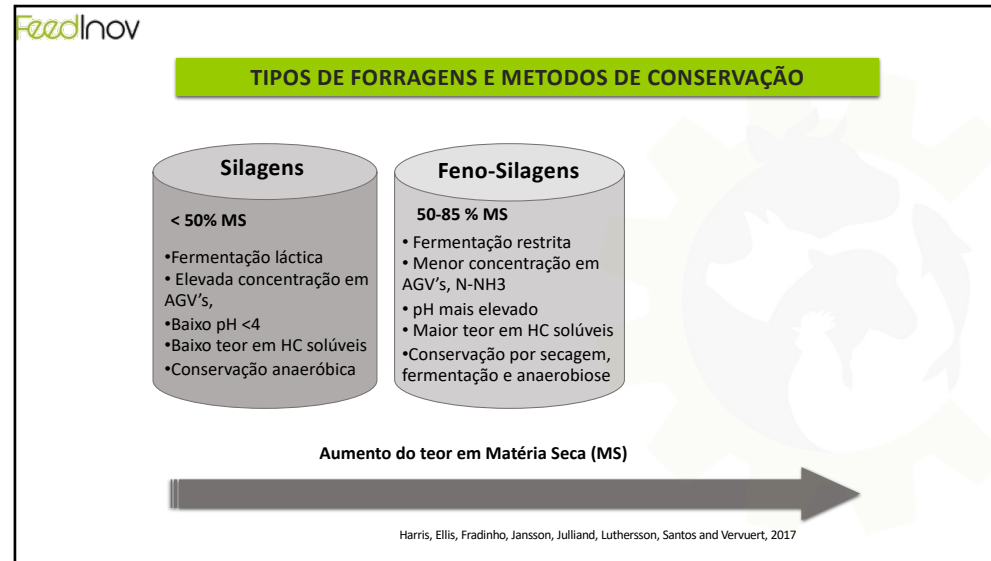 FeedInov
TIPOS DE FORRAGENS E METODOS DE CONSERVAÇÃO
Silagens
< 50% MS
•Fermentação láctica
• Elevada concentração em
AGV’s,
•Baixo pH <4
•Baixo teor em HC solúveis
•Conservação anaeróbica
Feno-Silagens
50-85 % MS
• Fermentação restrita
• Menor concentração em
AGV’s, N-NH3
• pH mais elevado
• Maior teor em HC solúveis
•Conservação por secagem,
fermentação e anaerobiose
Aumento do teor em Matéria Seca (MS)
Harris, Ellis, Fradinho, Jansson, Julliand, Luthersson, Santos and Vervuert, 2017